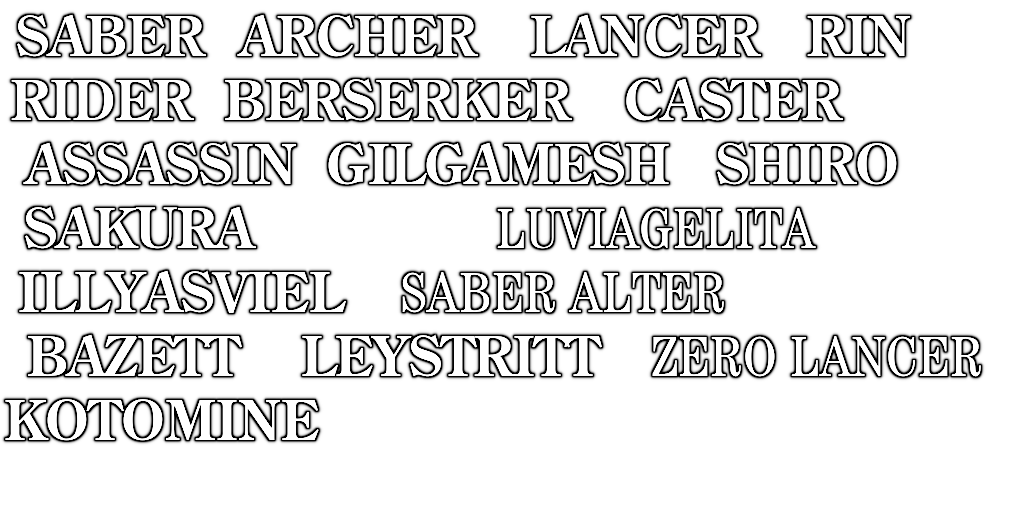 SABER ARCHER LANCER RIN
RIDER BERSERKER CASTER
ASSASSIN GILGAMESH SHIRO
SAKURA LUVIAGELITA
ILLYASVIEL SABER ALTER
BAZETT LEYSTRITT ZERO LANCER
KOTOMINE